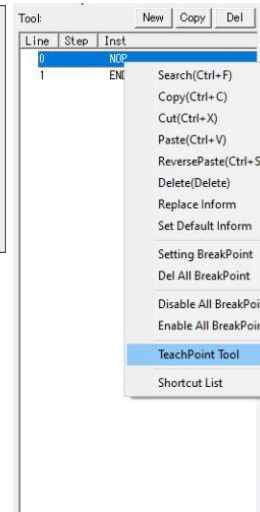 Tool: New Copy Del
Line Step Inst
0 NOP
1 END
Search(Ctrl+F)
Copy(Ctrl+C)
Cut(Ctrl+X)
Paste(Ctrl+V)
ReversePaste(Ctrl+S
Delete(Delete)
Replace Inform
Set Default Inform
Setting BreakPoint
Del All BreakPoint
Disable All BreakPoi
Enable All BreakPoin
TeachPoint Tool
Shortcut List